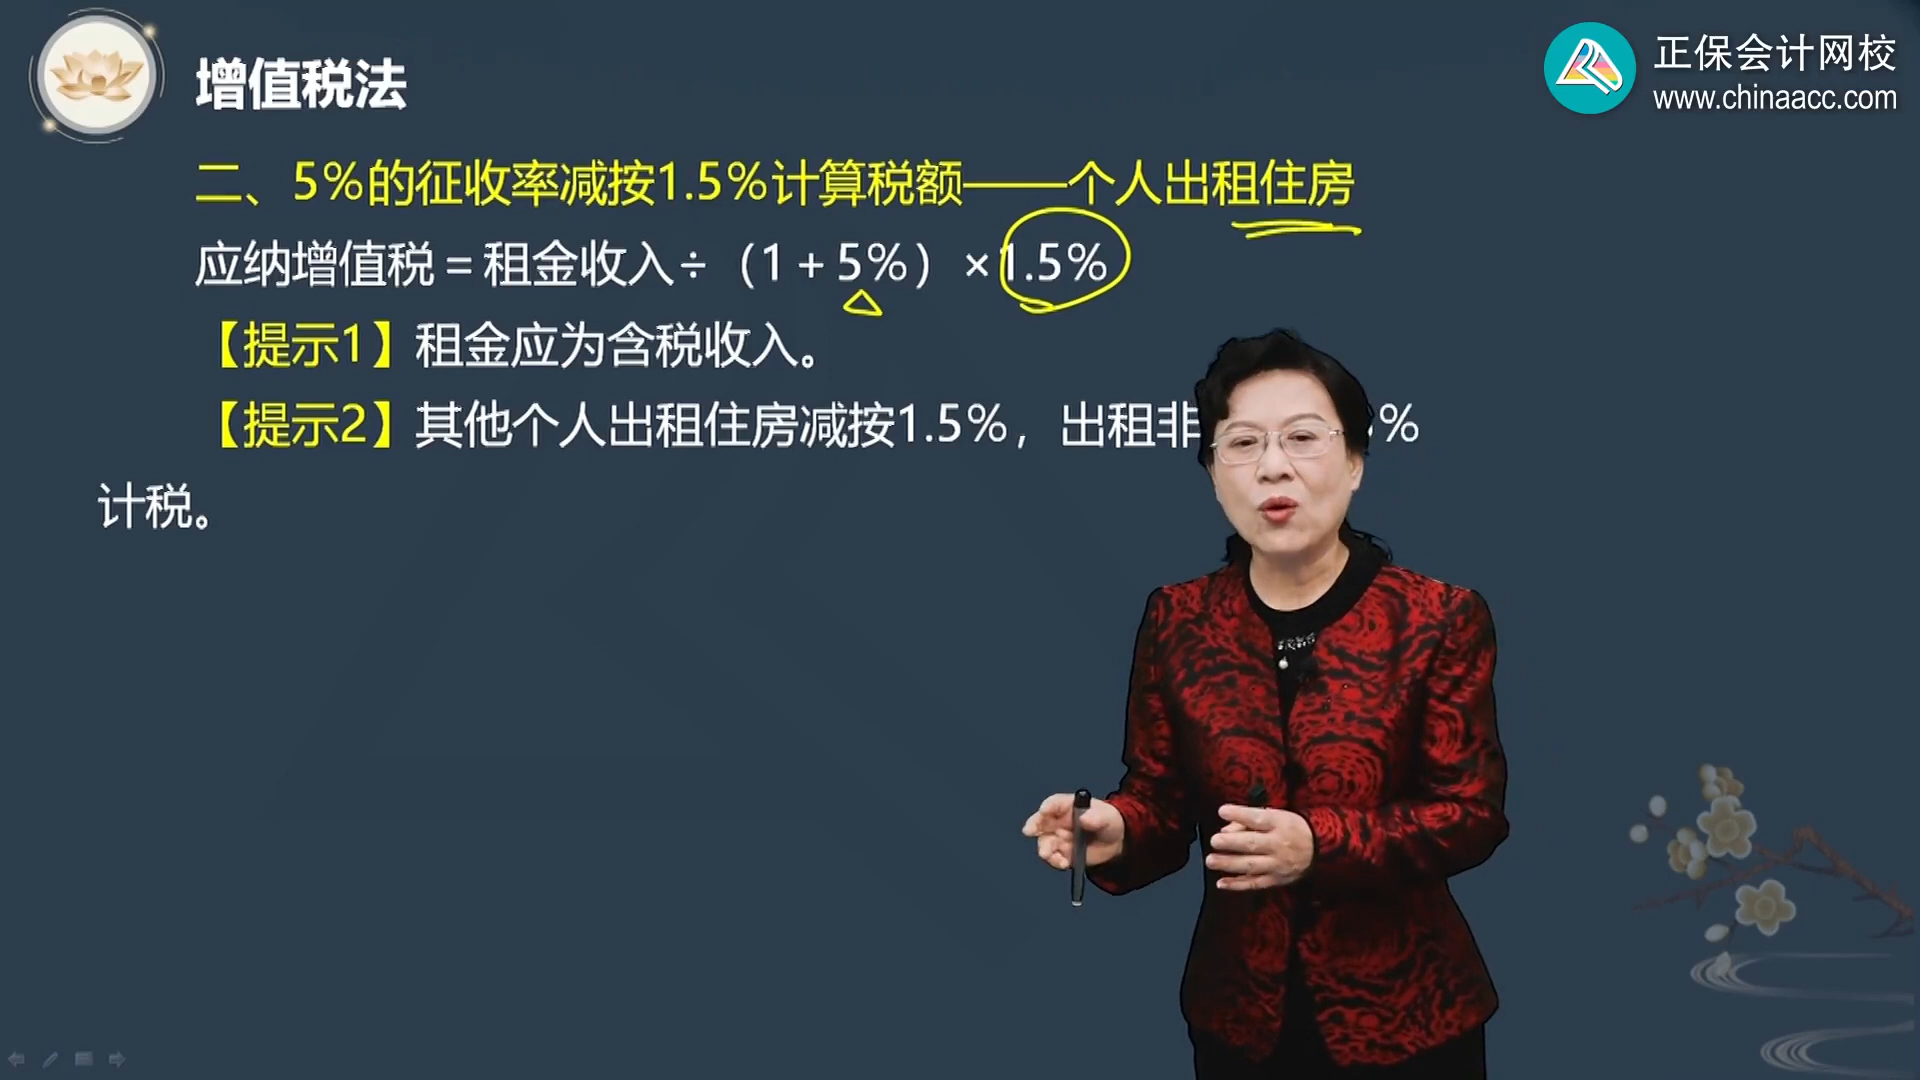 增值税法
正保会计网校
www.chinaacc.com
二、5%的征收率减按1.5%计算税额——个人出租住房
应纳增值税＝租金收入÷（1＋5%）×1.5%
【提示1】租金应为含税收入。
【提示2】其他个人出租住房减按1.5%，出租非 %
计税。